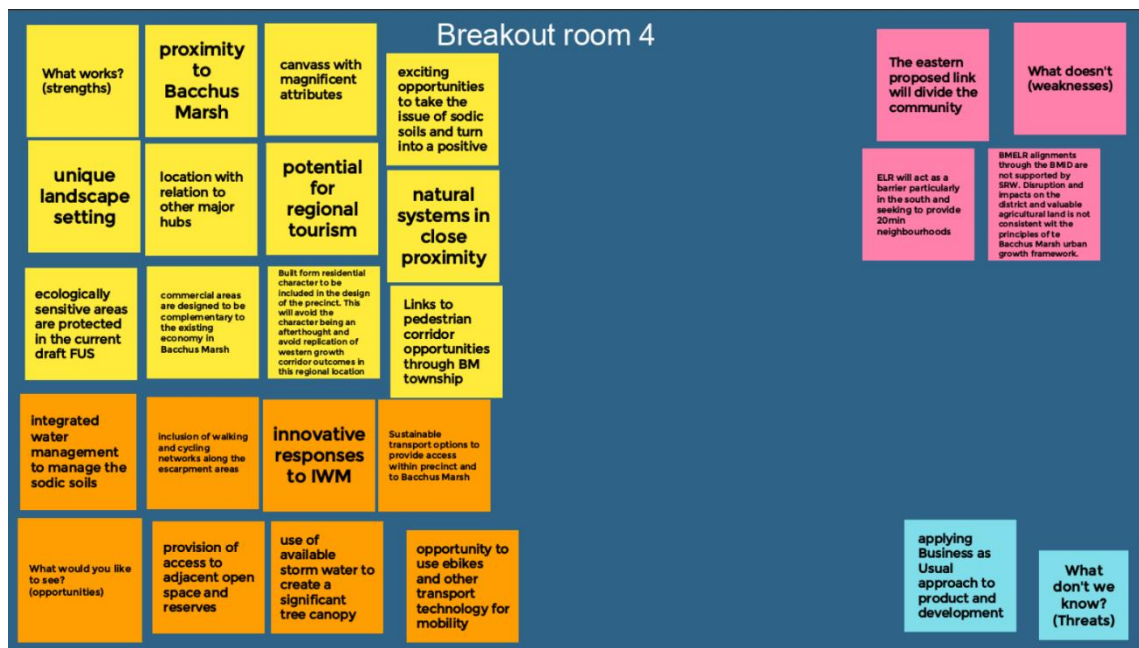 Breakout room 4
What works?
(strengths)
proximity
to
Bacchus
Marsh
canvass with
magnificent
attributes
exciting
opportunities
to take the
issue of sodic
soils and turn
into a positive
unique
landscape
setting
location with
relation to
other major
hubs
potential
for
regional
tourism
natural
systems in
close
proximity
ecologically
sensitive areas
are protected
in the current
draft FUS
commercial areas
are designed to be
complementary to
the existing
economy in
Bacchus Marsh
Built form residential
character to be
included in the design
of the precinct. This
will avoid the
character being an
afterthought and
avoid replication of
western growth
corridor outcomes in
this regional location
Links to
pedestrian
corridor
opportunities
through BM
township
integrated
water
management
to manage the
sodic soils
inclusion of walking
and cycling
networks along the
escarpment areas
innovative
responses
to IWM
Sustainable
transport options to
provide access
within precinct and
to Bacchus Marsh
What would you like
to see?
(opportunities)
provision of
access to
adjacent open
space and
reserves
use of
available
storm water to
create a
significant
tree canopy
opportunity to
use ebikes
and other
transport
technology for
mobility
The eastern
proposed link
will divide the
community
What doesn't
(weaknesses)
ELR will act as a
barrier particularly
in the south and
seeking to provide
20min
neighbourhoods
BMELR alignments
through the BMID are
not supported by
SRW. Disruption and
impacts on the
district and valuable
agricultural land is not
consistent wit the
principles of te
Bacchus Marsh urban
growth framework.
applying
Business as
Usual
approach to
product and
development
What
don't we
know?
(Threats)